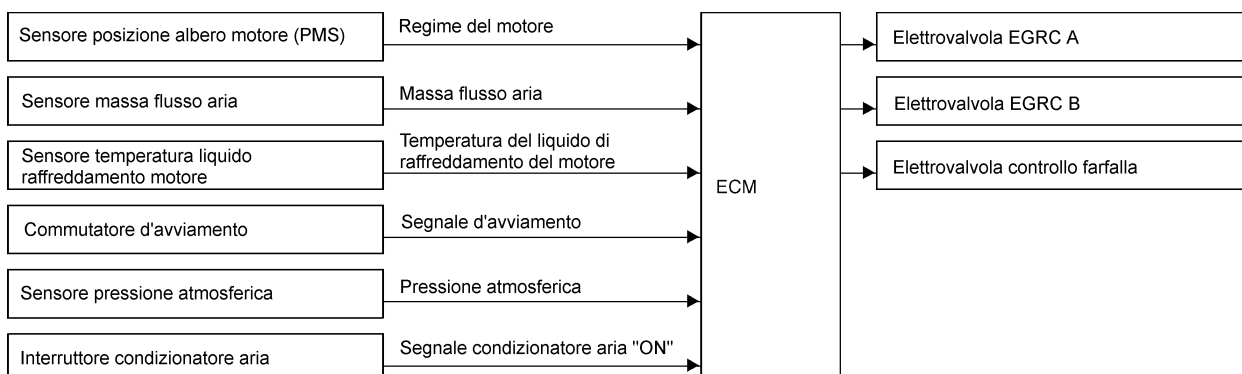 Sensore posizione albero motore (PMS)
Regime del motore
Elettrovalvola EGRC A
Sensore massa flusso aria
Massa flusso aria
Elettrovalvola EGRC B
Sensore temperatura liquido
raffreddamento motore
Temperatura del liquido di
raffreddamento del motore
Elettrovalvola controllo farfalla
ECM
Commutatore d'avviamento
Segnale d'avviamento
Sensore pressione atmosferica
Pressione atmosferica
Interruttore condizionatore aria
Segnale condizionatore aria "ON"